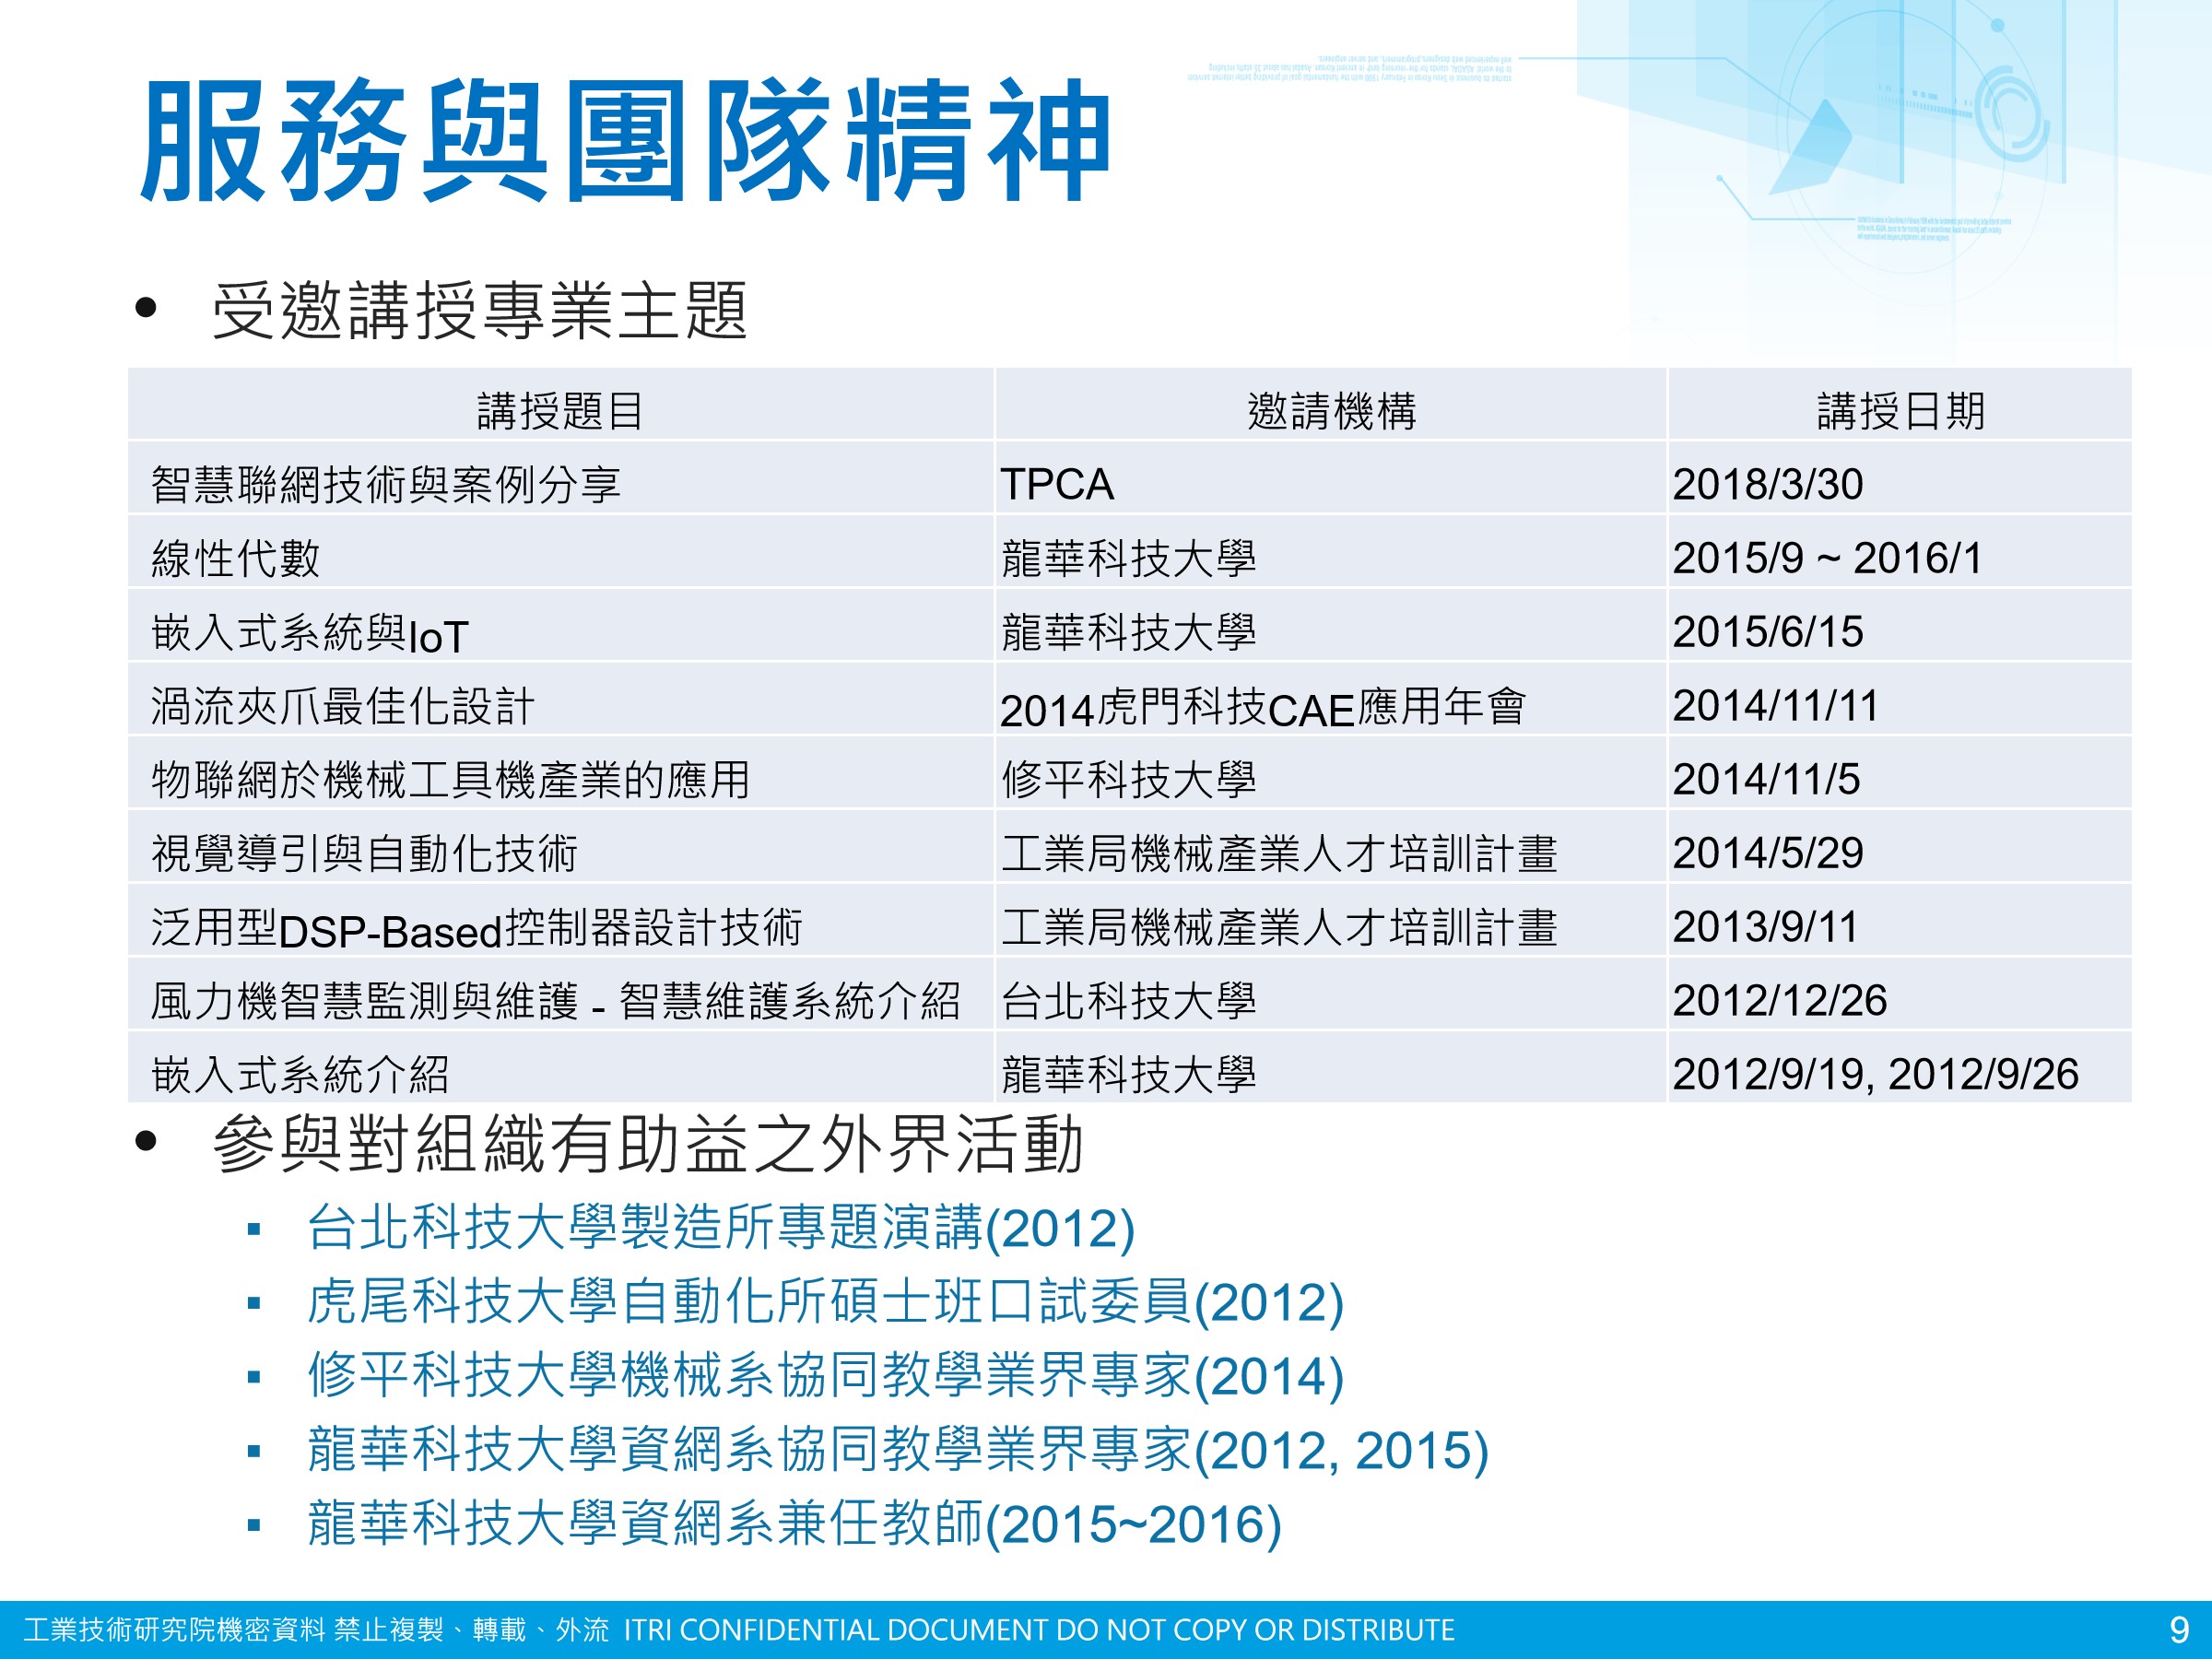 服務與團隊精神
• 受邀講授專業主題
講授題目 邀請機構 講授日期
智慧聯網技術與案例分享 TPCA 2018/3/30
線性代數 龍華科技大學 2015/9 ~ 2016/1
嵌入式系統與IoT 龍華科技大學 2015/6/15
渦流夾爪最佳化設計 2014虎門科技CAE應用年會 2014/11/11
物聯網於機械工具機產業的應用 修平科技大學 2014/11/5
視覺導引與自動化技術 工業局機械產業人才培訓計畫 2014/5/29
泛用型DSP-Based控制器設計技術 工業局機械產業人才培訓計畫 2013/9/11
風力機智慧監測與維護 - 智慧維護系統介紹 台北科技大學 2012/12/26
嵌入式系統介紹 龍華科技大學 2012/9/19, 2012/9/26
• 參與對組織有助益之外界活動
▪ 台北科技大學製造所專題演講(2012)
▪ 虎尾科技大學自動化所碩士班口試委員(2012)
▪ 修平科技大學機械系協同教學業界專家(2014)
▪ 龍華科技大學資網系協同教學業界專家(2012, 2015)
▪ 龍華科技大學資網系兼任教師(2015~2016)
工業技術研究院機密資料 禁止複製、轉載、外流 ITRI CONFIDENTIAL DOCUMENT DO NOT COPY OR DISTRIBUTE 9